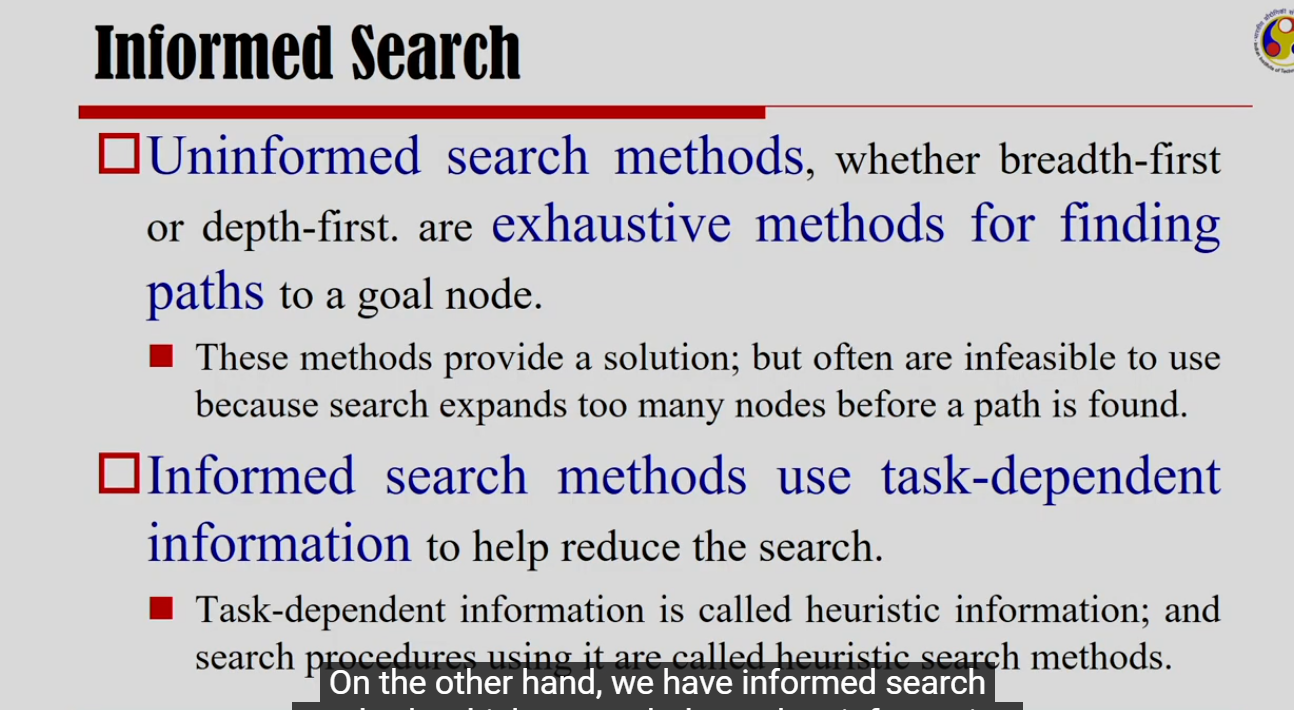 Informed Search
Uninformed search methods, whether breadth-first
or depth-first. are exhaustive methods for finding
paths to a goal node.
These methods provide a solution; but often are infeasible to use
because search expands too many nodes before a path is found.
Informed search methods use task-dependent
information to help reduce the search.
Task-dependent information is called heuristic information; and
search procedures using it are called heuristic search methods.
On the other hand, we have informed search